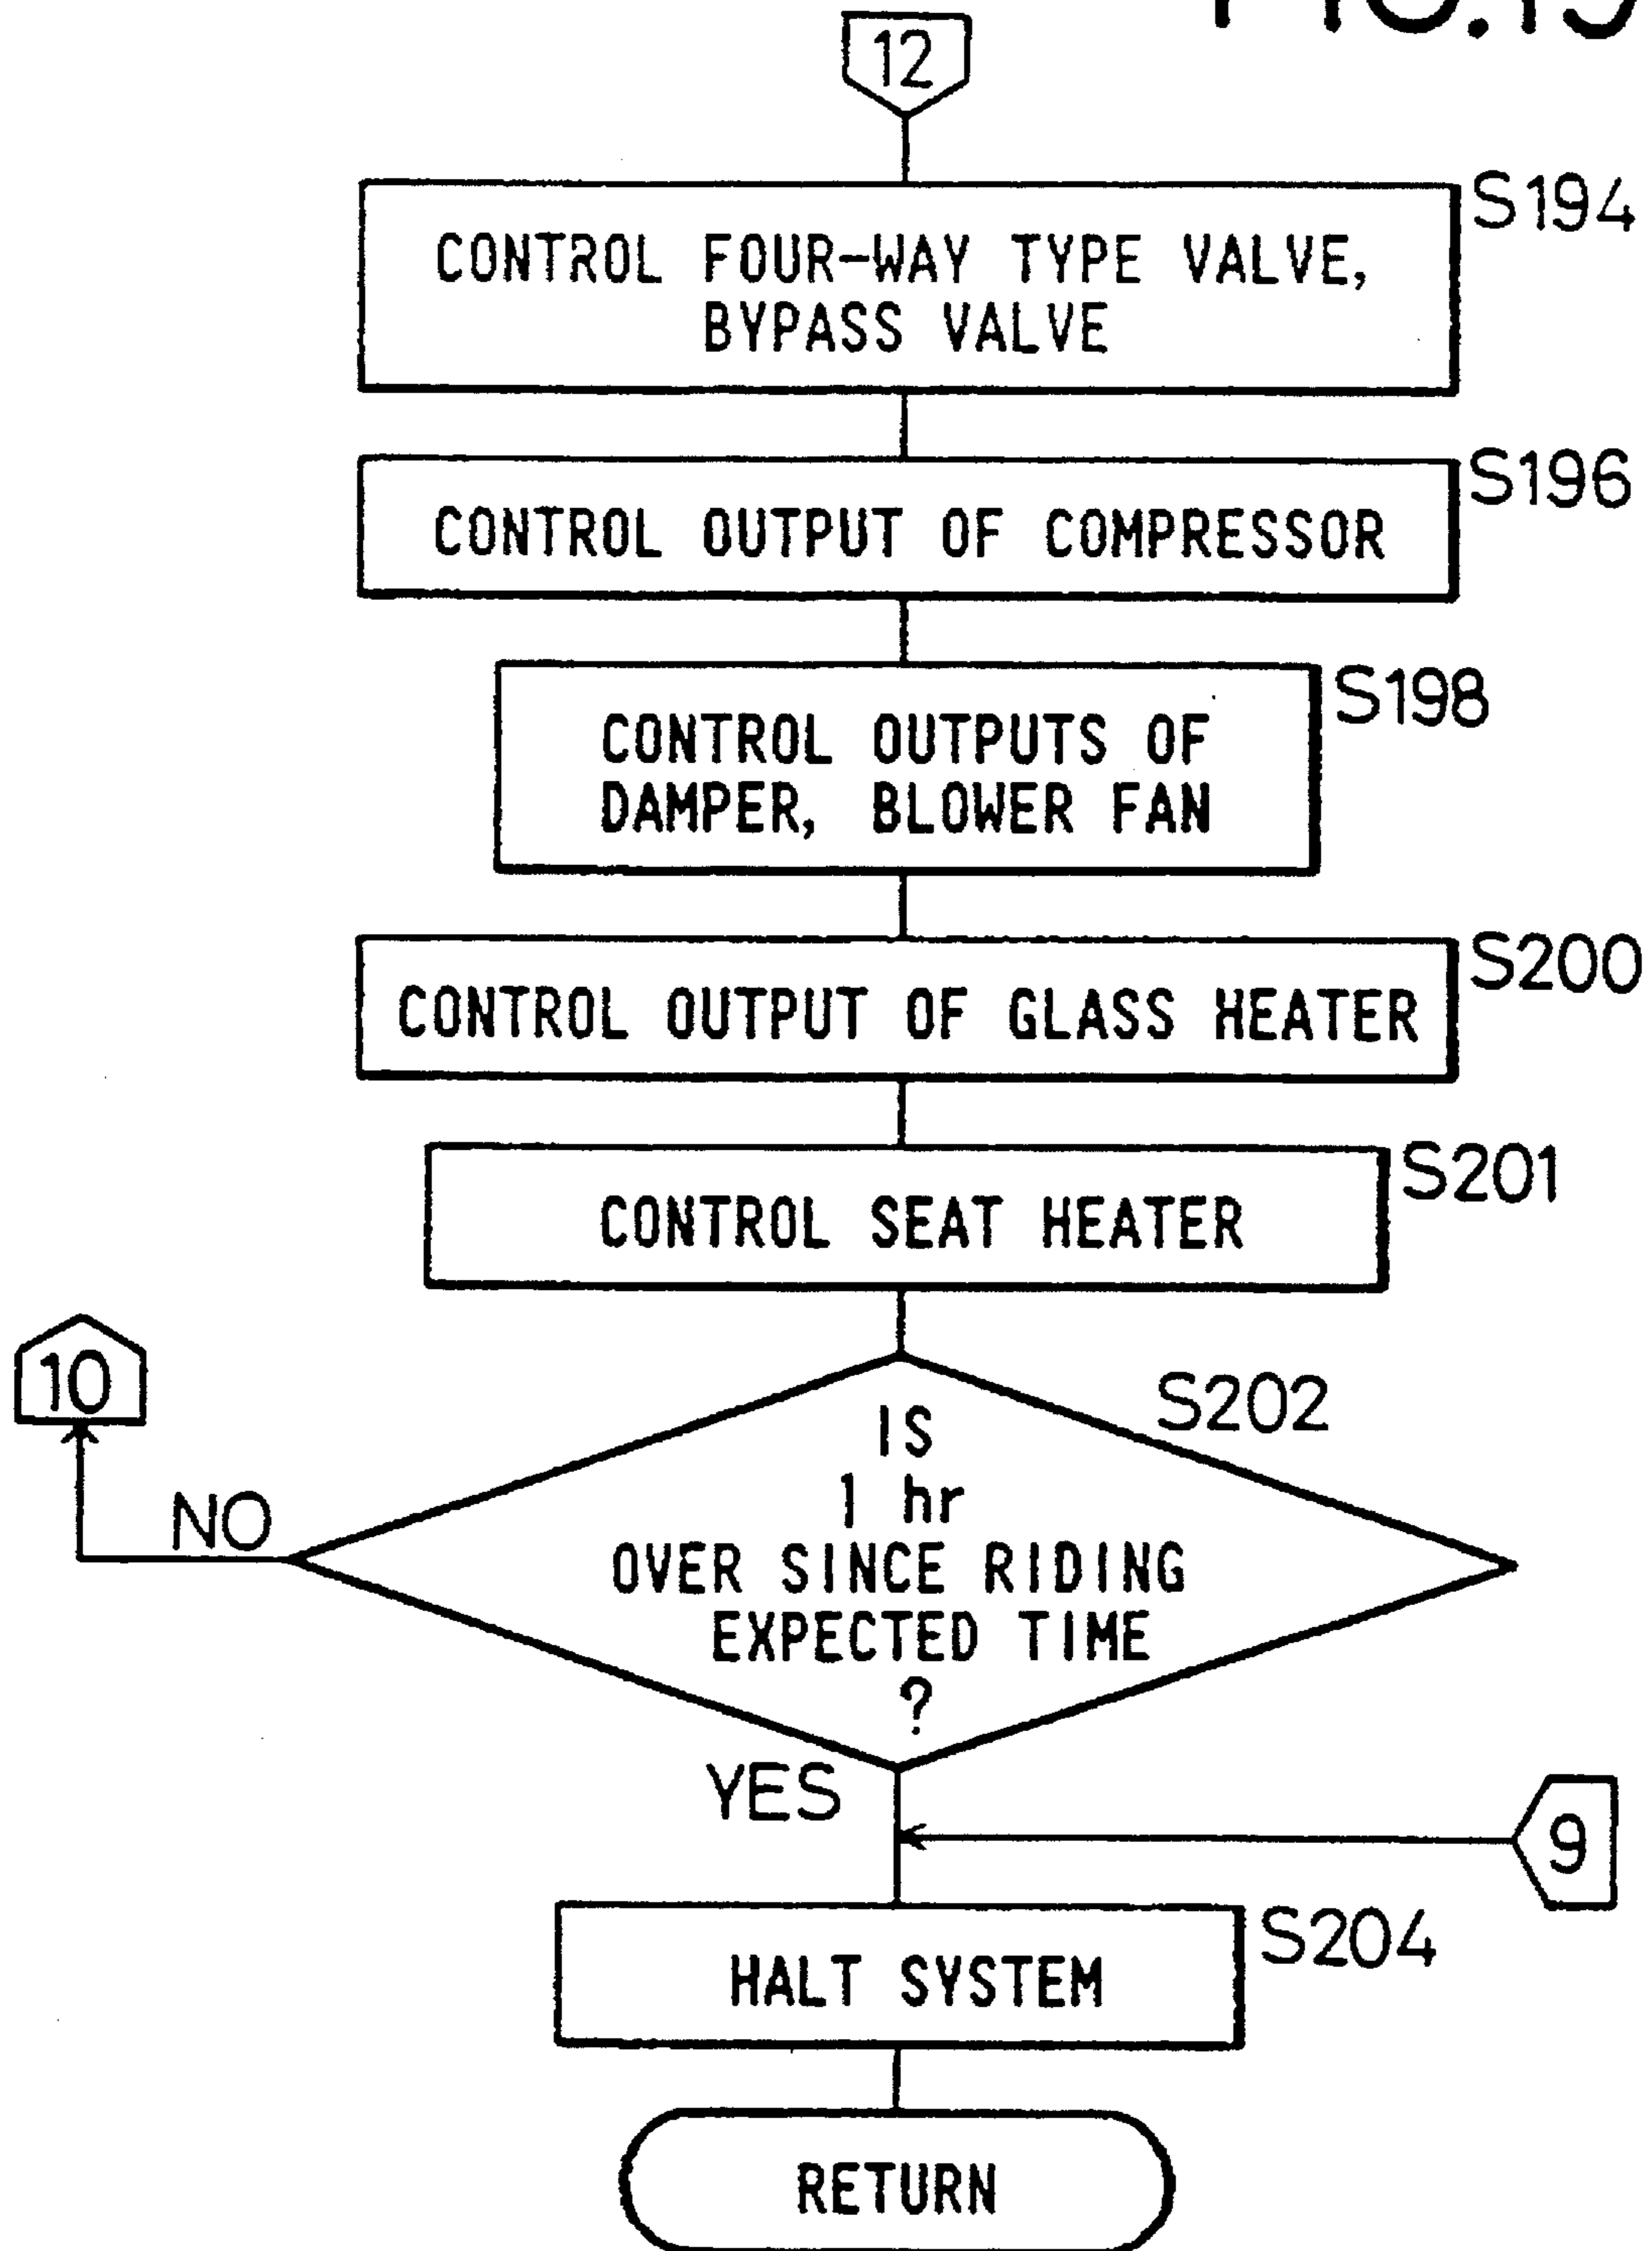 FIG.19
12
S194
CONTROL FOUR-WAY TYPE VALVE,
BYPASS VALVE
S196
CONTROL OUTPUT OF COMPRESSOR
S198
CONTROL OUTPUTS OF
DAMPER, BLOWER FAN
S200
CONTROL OUTPUT OF GLASS HEATER
S201
CONTROL SEAT HEATER
10
S202
IS
1 hr
OVER SINCE RIDING
EXPECTED TIME
?
NO
YES
9
S204
HALT SYSTEM
RETURN